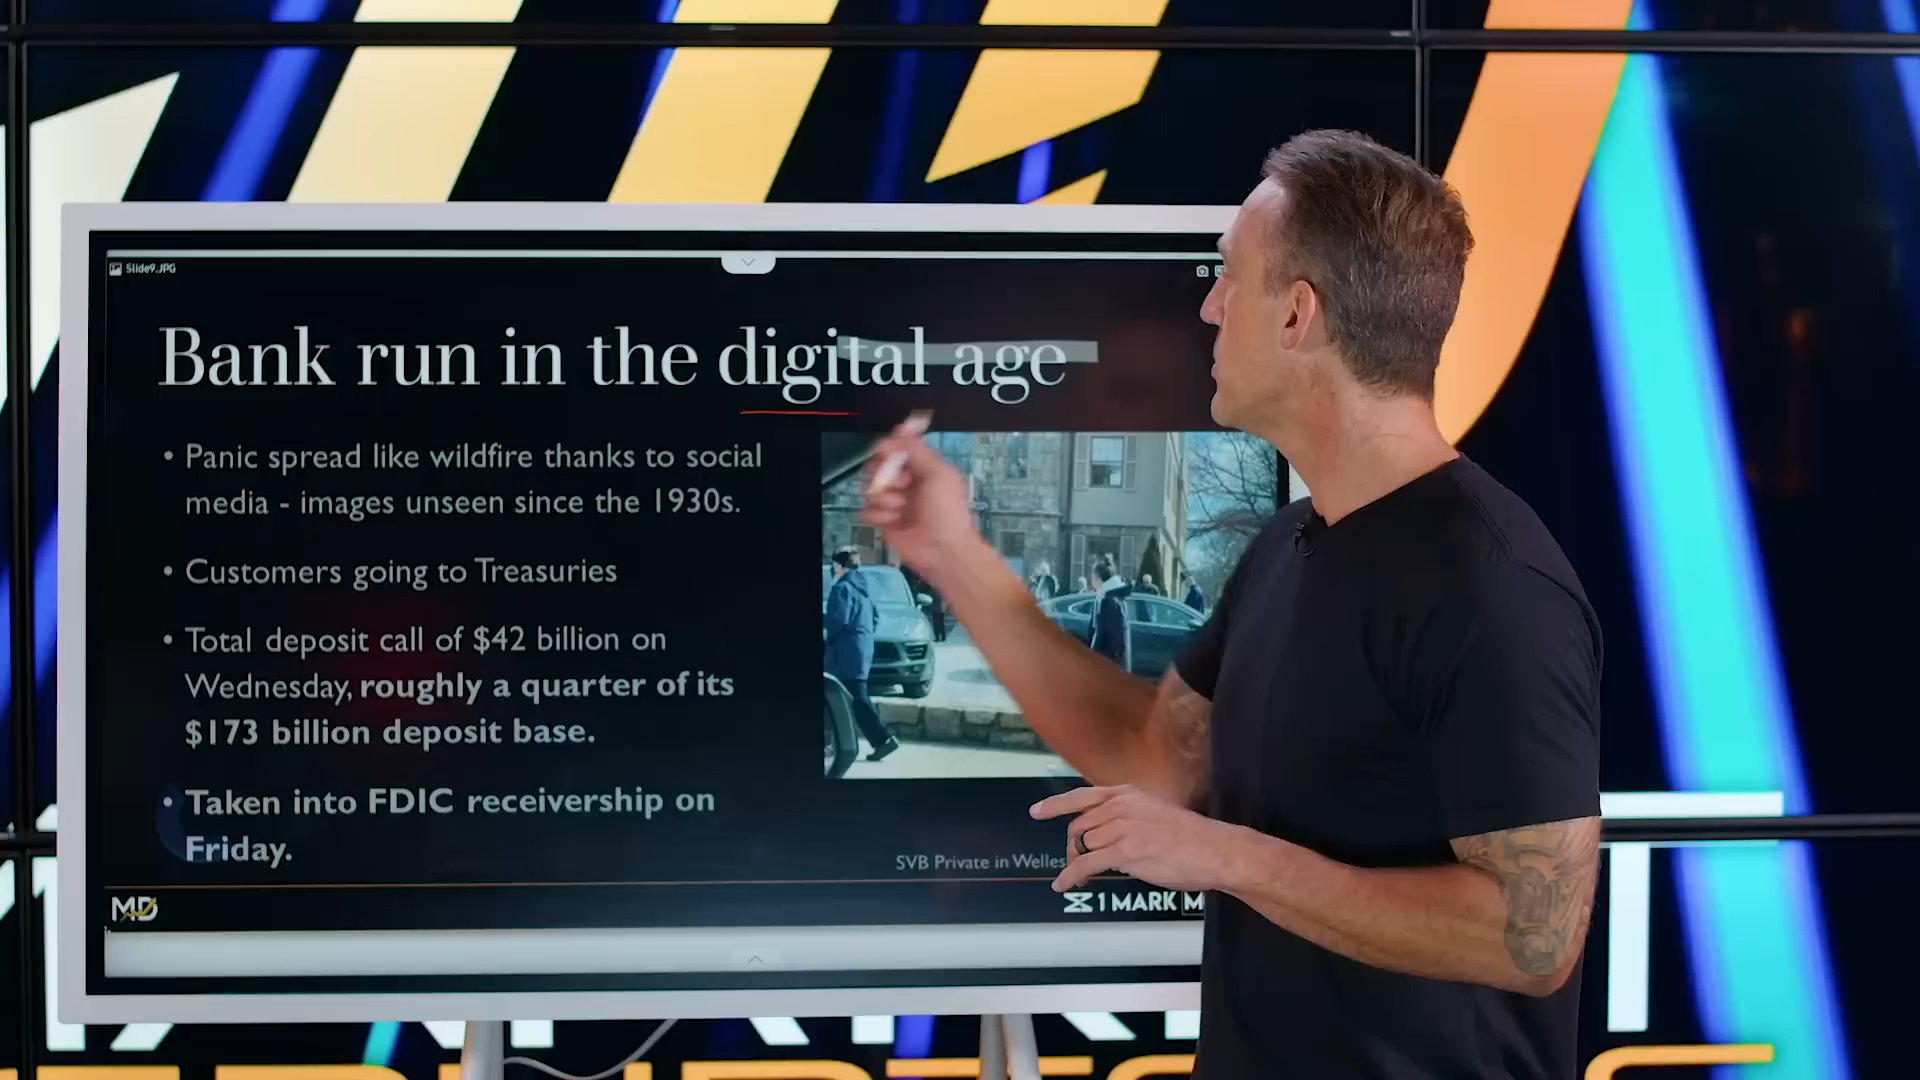 Slide9.JPG
Bank run in the digital age
• Panic spread like wildfire thanks to social
media - images unseen since the 1930s.
• Customers going to Treasuries
• Total deposit call of $42 billion on
Wednesday, roughly a quarter of its
$173 billion deposit base.
• Taken into FDIC receivership on
Friday.
SVB Private in
MD
1 MARK